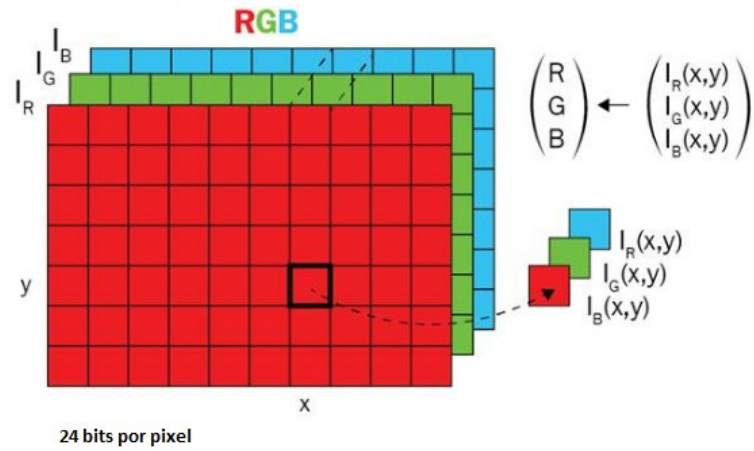 RGB
I_B
I_G
I_R
R
G
B
I_R(x,y)
I_G(x,y)
I_B(x,y)
I_R(x,y)
I_G(x,y)
I_B(x,y)
y
x
24 bits por pixel